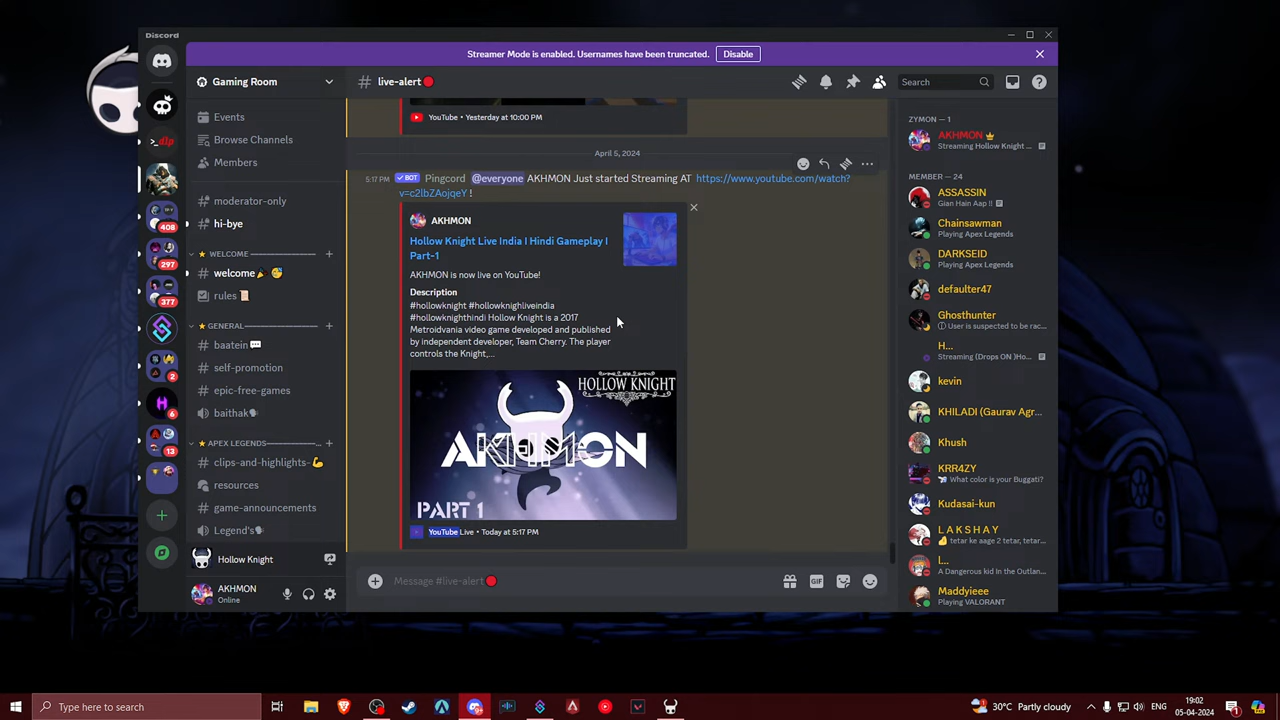 Discord
Streamer Mode is enabled. Usernames have been truncated.
Disable
Gaming Room
# live-alert
Search
Events
Browse Channels
Members
moderator-only
# hi-bye
WELCOME
# welcome
rules
GENERAL
# baatein
# self-promotion
# epic-free-games
baithak
APEX LEGENDS
# clips-and-highlights-
resources
# game-announcements
Legend's
Hollow Knight
AKHMON
Online
408
297
377
2
6
13
>_dlp
YouTube • Yesterday at 10:00 PM
April 5, 2024
5:17 PM BOT Pingcord @everyone AKHMON Just started Streaming AT https://www.youtube.com/watch?
v=c2lbZAojqeY !
AKHMON
Hollow Knight Live India I Hindi Gameplay I
Part-1
AKHMON is now live on YouTube!
Description
#hollowknight #hollowknighliveindia
#hollowknighthindi Hollow Knight is a 2017
Metroidvania video game developed and published
by independent developer, Team Cherry. The player
controls the Knight,...
HOLLOW KNIGHT
AKHMON
PART 1
YouTube Live • Today at 5:17 PM
Message #live-alert
GIF
ZYMON — 1
AKHMON
Streaming Hollow Knight ...
MEMBER — 24
ASSASSIN
Gian Hain Aap !!
Chainsawman
Playing Apex Legends
DARKSEID
Playing Apex Legends
defaulter47
Ghosthunter
User is suspected to be rac...
H...
Streaming (Drops ON )Ho...
kevin
KHILADI (Gaurav Agr...
Khush
KRR4ZY
What color is your Buggati?
Kudasai-kun
L A K S H A Y
tetar ke aage 2 tetar, tetar...
L...
A Dangerous kid In the Outlan...
Maddyieee
Playing VALORANT
Type here to search
30°C Partly cloudy
19:02
05-04-2024
1